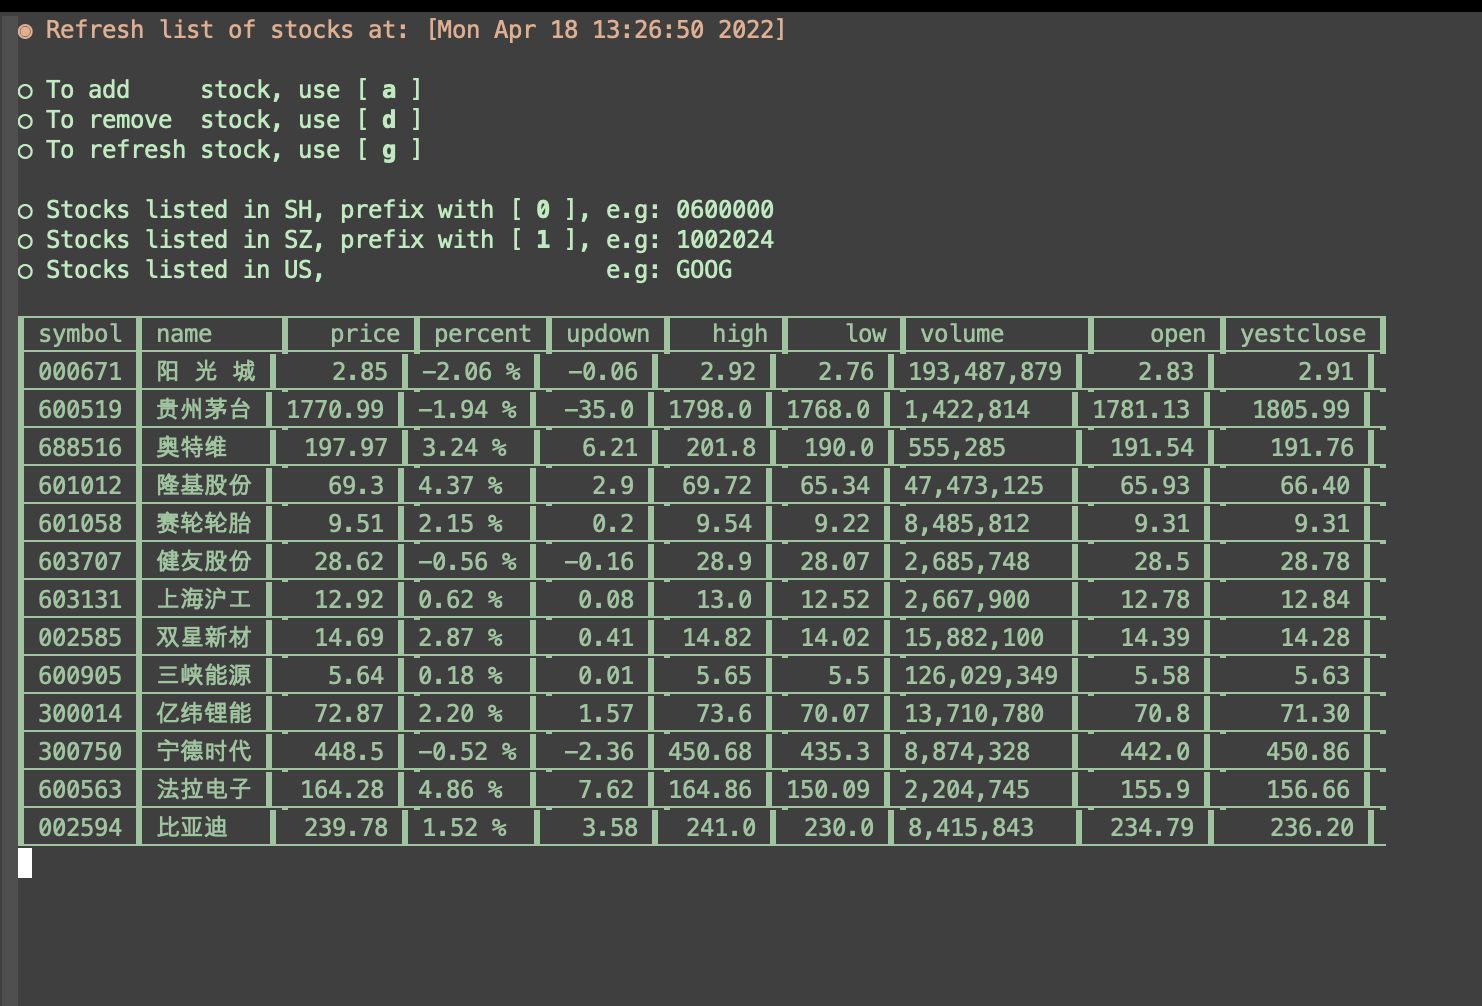 ◉ Refresh list of stocks at: [Mon Apr 18 13:26:50 2022]
○ To add     stock, use [ a ]
○ To remove  stock, use [ d ]
○ To refresh stock, use [ g ]
○ Stocks listed in SH, prefix with [ 0 ], e.g: 0600000
○ Stocks listed in SZ, prefix with [ 1 ], e.g: 1002024
○ Stocks listed in US,                    e.g: GOOG
symbol name price percent updown high low volume open yestclose
000671 阳 光 城 2.85 −2.06 % −0.06 2.92 2.76 193,487,879 2.83 2.91
600519 贵州茅台 1770.99 −1.94 % −35.0 1798.0 1768.0 1,422,814 1781.13 1805.99
688516 奥特维 197.97 3.24 % 6.21 201.8 190.0 555,285 191.54 191.76
601012 隆基股份 69.3 4.37 % 2.9 69.72 65.34 47,473,125 65.93 66.40
601058 赛轮轮胎 9.51 2.15 % 0.2 9.54 9.22 8,485,812 9.31 9.31
603707 健友股份 28.62 −0.56 % −0.16 28.9 28.07 2,685,748 28.5 28.78
603131 上海沪工 12.92 0.62 % 0.08 13.0 12.52 2,667,900 12.78 12.84
002585 双星新材 14.69 2.87 % 0.41 14.82 14.02 15,882,100 14.39 14.28
600905 三峡能源 5.64 0.18 % 0.01 5.65 5.5 126,029,349 5.58 5.63
300014 亿纬锂能 72.87 2.20 % 1.57 73.6 70.07 13,710,780 70.8 71.30
300750 宁德时代 448.5 −0.52 % −2.36 450.68 435.3 8,874,328 442.0 450.86
600563 法拉电子 164.28 4.86 % 7.62 164.86 150.09 2,204,745 155.9 156.66
002594 比亚迪 239.78 1.52 % 3.58 241.0 230.0 8,415,843 234.79 236.20